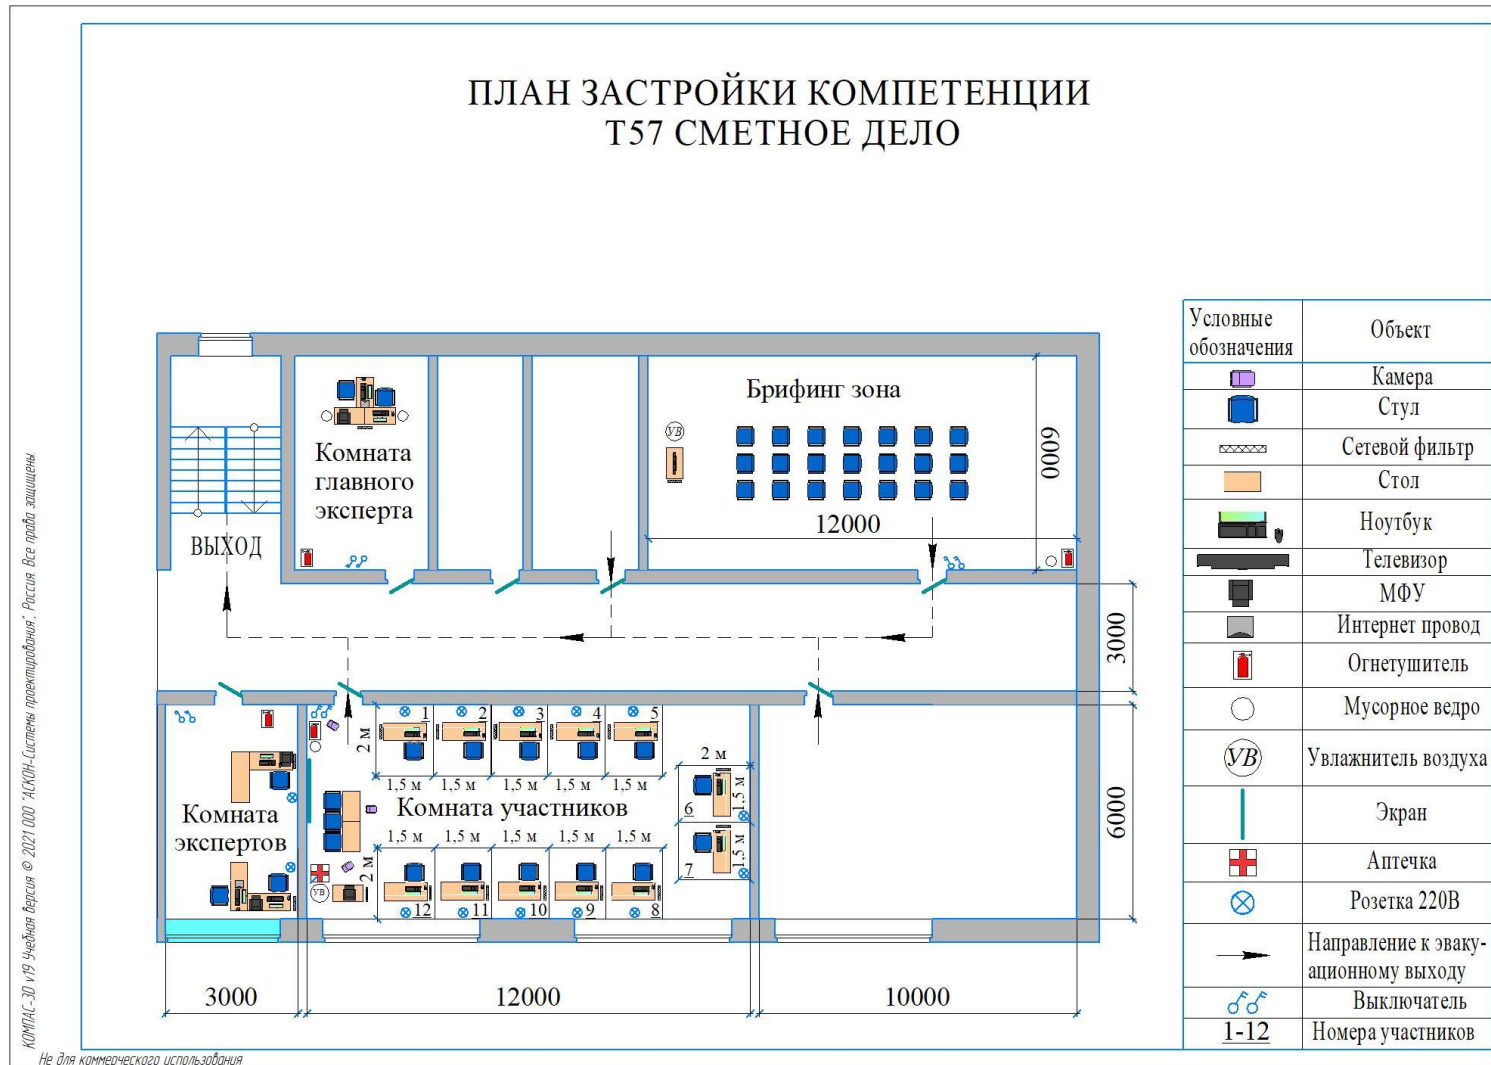 ПЛАН ЗАСТРОЙКИ КОМПЕТЕНЦИИ
Т57 СМЕТНОЕ ДЕЛО
Условные обозначения
Объект
Камера
Стул
Сетевой фильтр
Стол
Ноутбук
Телевизор
МФУ
Интернет провод
Огнетушитель
Мусорное ведро
УВ
Увлажнитель воздуха
Экран
Аптечка
Розетка 220В
Направление к эваку-
ационному выходу
Выключатель
1-12
Номера участников
Комната
главного
эксперта
ВЫХОД
Брифинг зона
УВ
12000
6000
3000
6000
1
2
3
4
5
2 м
1,5 м
1,5 м
1,5 м
1,5 м
1,5 м
2 м
6
1,5 м
7
1,5 м
Комната участников
Комната
экспертов
1,5 м
1,5 м
1,5 м
1,5 м
1,5 м
2 м
УВ
12
11
10
9
8
3000
12000
10000
КОМПАС-3D v19 Учебная версия © 2021 ООО "АСКОН-Системы проектирования", Россия. Все права защищены.
Не для коммерческого использования